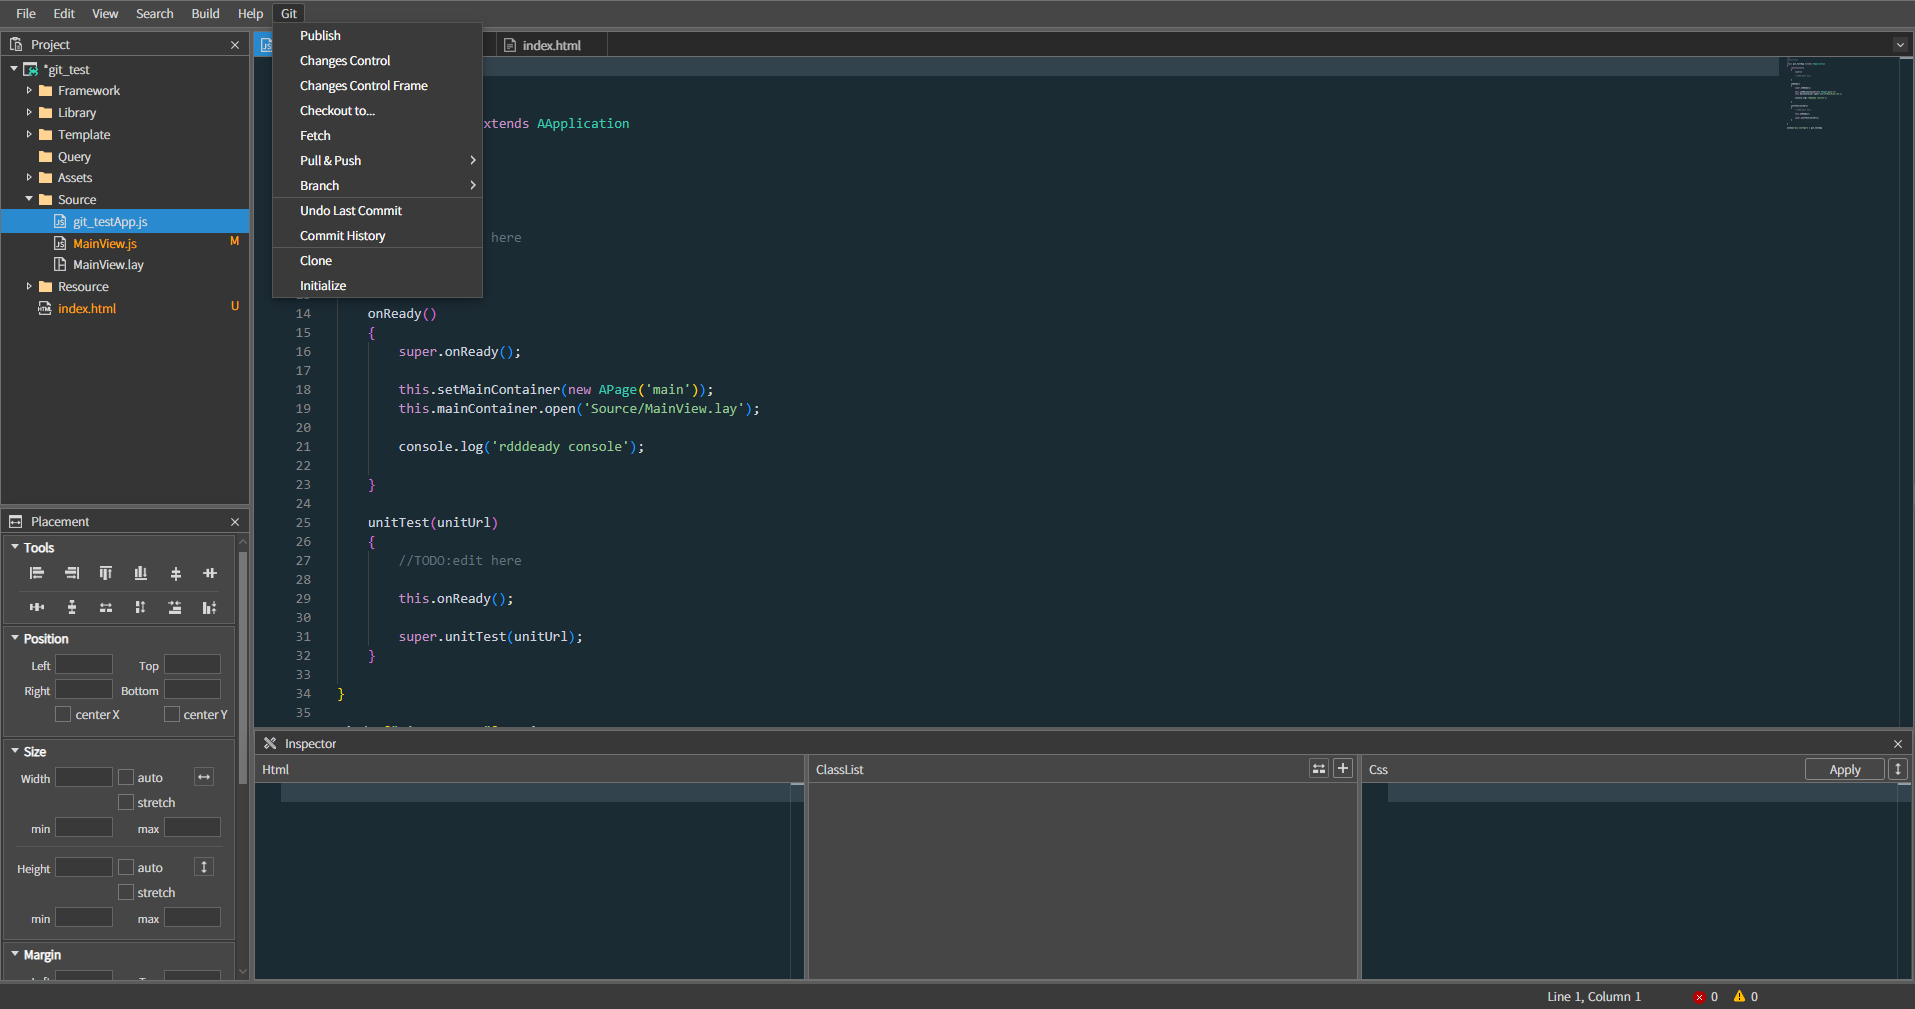 File Edit View Search Build Help Git
Project
*git_test
Framework
Library
Template
Query
Assets
Source
git_testApp.js
MainView.js M
MainView.lay
Resource
index.html U
Publish
Changes Control
Changes Control Frame
Checkout to...
Fetch
Pull & Push
Branch
Undo Last Commit
Commit History
Clone
Initialize
index.html
xtends AApplication
here
14 onReady()
15 {
16 super.onReady();
17
18 this.setMainContainer(new APage('main'));
19 this.mainContainer.open('Source/MainView.lay');
20
21 console.log('rdddeady console');
22
23 }
24
25 unitTest(unitUrl)
26 {
27 //TODO:edit here
28
29 this.onReady();
30
31 super.unitTest(unitUrl);
32 }
33
34 }
35
Placement
Tools
Position
Left Top
Right Bottom
center X center Y
Size
Width auto
stretch
min max
Height auto
stretch
min max
Margin
Inspector
Html
ClassList
Css Apply
Line 1, Column 1 0 0